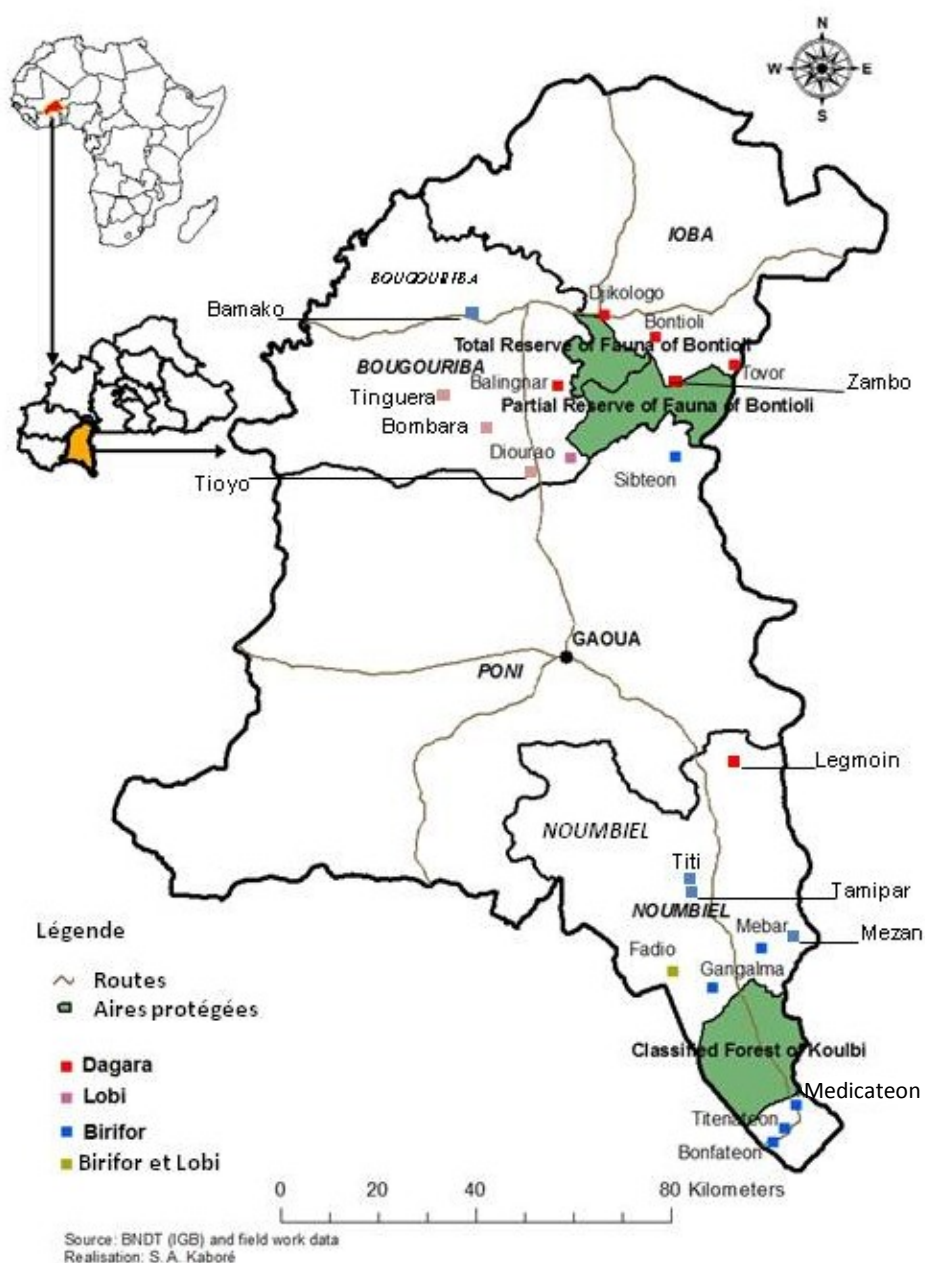 N
W E
S
IOBA
BOUGOURIBA
Djikologo
Bamako
Bontioli
Total Reserve of Fauna of Bontioli
BOUGOURIBA
Tovor
Balingnar
Zambo
Tinguera
Partial Reserve of Fauna of Bontioli
Bombara
Diourao
Sibteon
Tioyo
GAOUA
PONI
Legmoin
NOUMBIEL
Titi
Tamipar
NOUMBIEL
Mebar
Mezan
Légende
Fadio
Gangalma
Routes
Aires protégées
Classified Forest of Koulbi
Dagara
Medicateon
Lobi
Titenateon
Birifor
Bonfateon
Birifor et Lobi
0 20 40 80 Kilometers
Source: BNDT (IGB) and field work data
Realisation: S. A. Kaboré